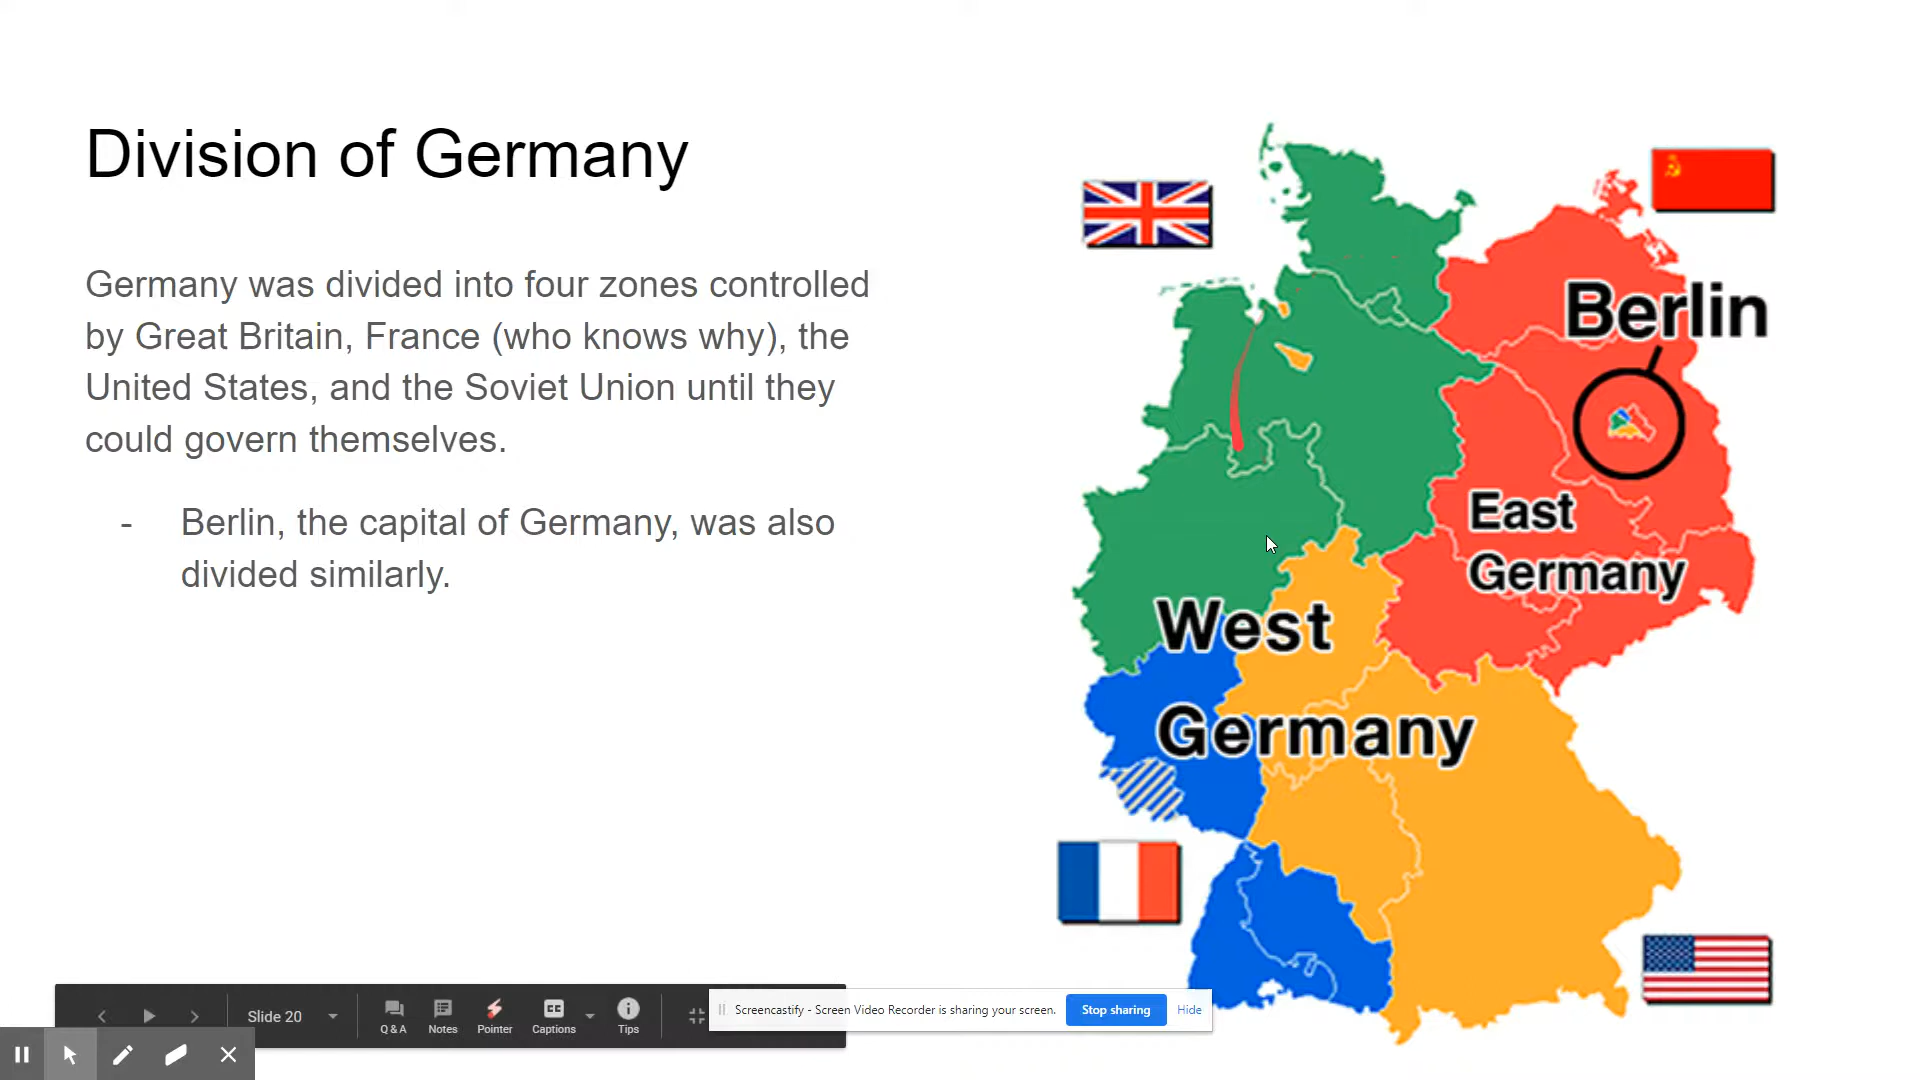 Division of Germany
Germany was divided into four zones controlled
by Great Britain, France (who knows why), the
United States, and the Soviet Union until they
could govern themselves.
- Berlin, the capital of Germany, was also
divided similarly.
Berlin
East
Germany
West
Germany
Slide 20
Q & A
Notes
Pointer
CC
Captions
Tips
Screencastify - Screen Video Recorder is sharing your screen.
Stop sharing
Hide